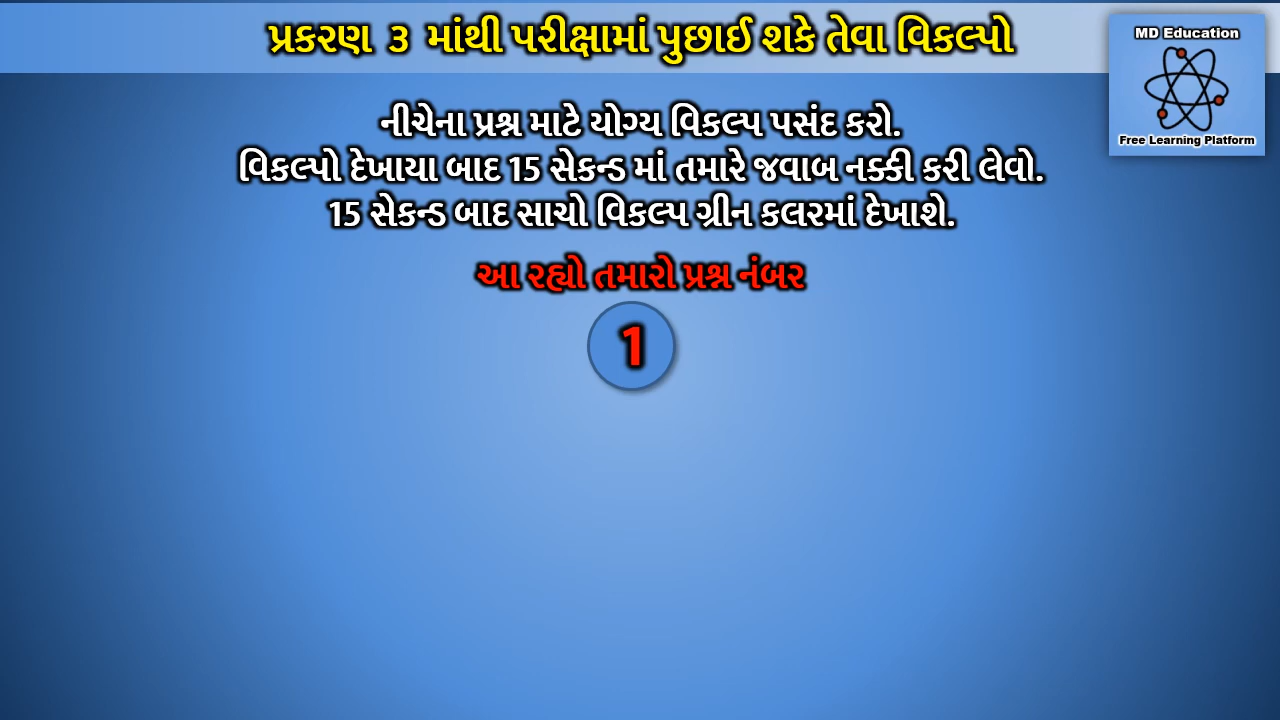 પ્રકરણ ૩ માંથી પરીક્ષામાં પુછાઈ શકે તેવા વિકલ્પો
MD Education
Free Learning Platform
નીચેના પ્રશ્ન માટે યોગ્ય વિકલ્પ પસંદ કરો.
વિકલ્પો દેખાયા બાદ 15 સેકન્ડ માં તમારે જવાબ નક્કી કરી લેવો.
15 સેકન્ડ બાદ સાચો વિકલ્પ ગ્રીન કલરમાં દેખાશે.
આ રહ્યો તમારો પ્રશ્ન નંબર
1